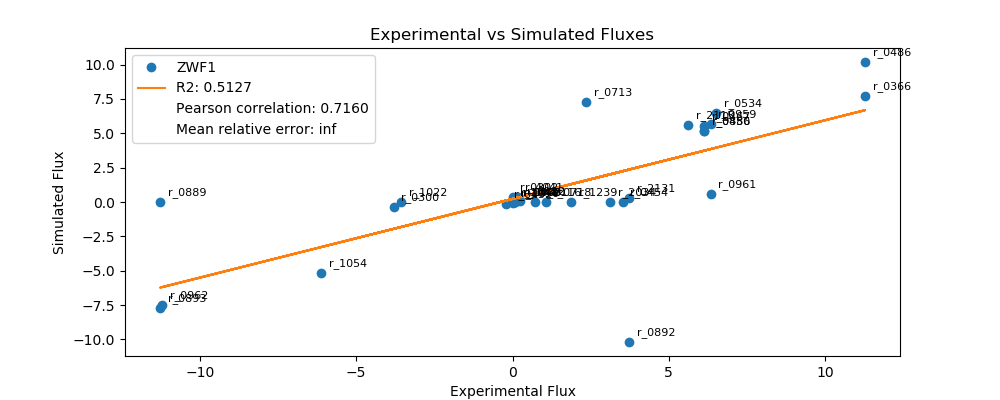 Experimental vs Simulated Fluxes
ZWF1
R2: 0.5127
Pearson correlation: 0.7160
Mean relative error: inf
Simulated Flux
10.0
7.5
5.0
2.5
0.0
−2.5
−5.0
−7.5
−10.0
r_0486
r_0366
r_0713
r_0534
r_0961
r_2131
r_0889
r_1022
r_0300
r_1054
r_0962
r_0893
r_0892
−10
−5
0
5
10
Experimental Flux